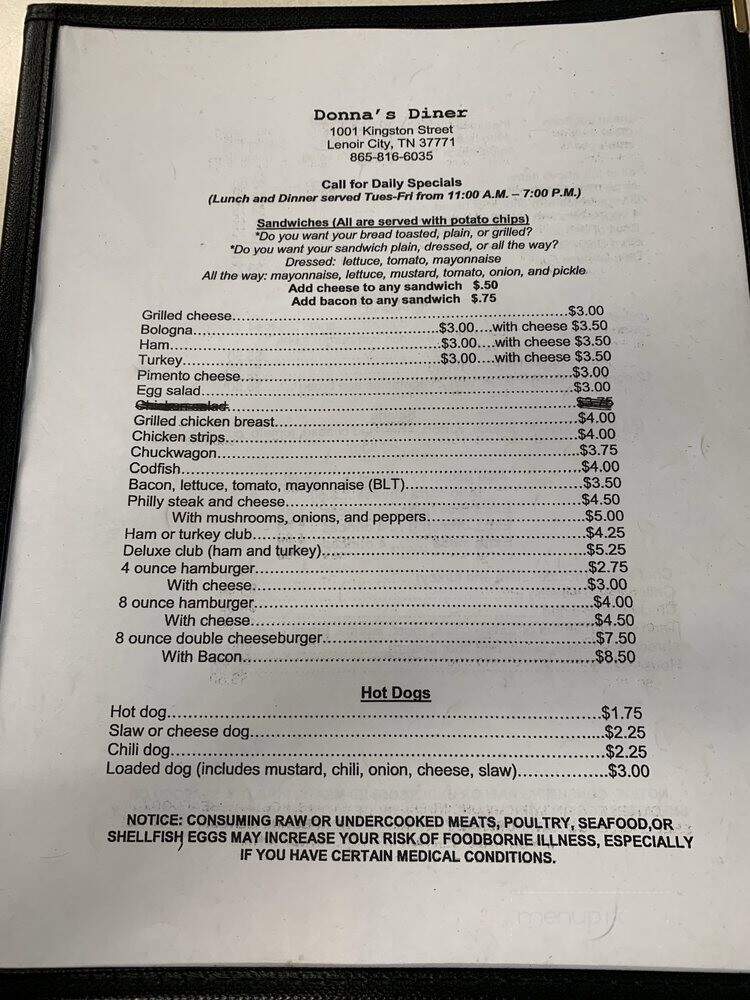 Donna's Diner
1001 Kingston Street
Lenoir City, TN 37771
865-816-6035
Call for Daily Specials
(Lunch and Dinner served Tues-Fri from 11:00 A.M. – 7:00 P.M.)
Sandwiches (All are served with potato chips)
*Do you want your bread toasted, plain, or grilled?
*Do you want your sandwich plain, dressed, or all the way?
Dressed: lettuce, tomato, mayonnaise
All the way: mayonnaise, lettuce, mustard, tomato, onion, and pickle
Add cheese to any sandwich $.50
Add bacon to any sandwich $.75
Grilled cheese...$3.00
Bologna...$3.00....with cheese $3.50
Ham...$3.00....with cheese $3.50
Turkey...$3.00....with cheese $3.50
Pimento cheese...$3.00
Egg salad...$3.00
Chicken salad...$3.75
Grilled chicken breast...$4.00
Chicken strips...$4.00
Chuckwagon...$3.75
Codfish...$4.00
Bacon, lettuce, tomato, mayonnaise (BLT)...$3.50
Philly steak and cheese...$4.50
With mushrooms, onions, and peppers...$5.00
Ham or turkey club...$4.25
Deluxe club (ham and turkey)...$5.25
4 ounce hamburger...$2.75
With cheese...$3.00
8 ounce hamburger...$4.00
With cheese...$4.50
8 ounce double cheeseburger...$7.50
With Bacon...$8.50
Hot Dogs
Hot dog...$1.75
Slaw or cheese dog...$2.25
Chili dog...$2.25
Loaded dog (includes mustard, chili, onion, cheese, slaw)...$3.00
NOTICE: CONSUMING RAW OR UNDERCOOKED MEATS, POULTRY, SEAFOOD,OR
SHELLFISH, EGGS MAY INCREASE YOUR RISK OF FOODBORNE ILLNESS, ESPECIALLY
IF YOU HAVE CERTAIN MEDICAL CONDITIONS.
menupix